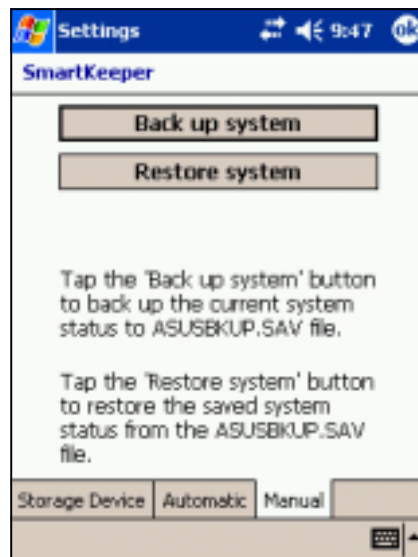 Settings 9:47 ok
SmartKeeper
Back up system
Restore system
Tap the 'Back up system' button
to back up the current system
status to ASUSBKUP.SAV file.
Tap the 'Restore system' button
to restore the saved system
status from the ASUSBKUP.SAV
file.
Storage Device Automatic Manual